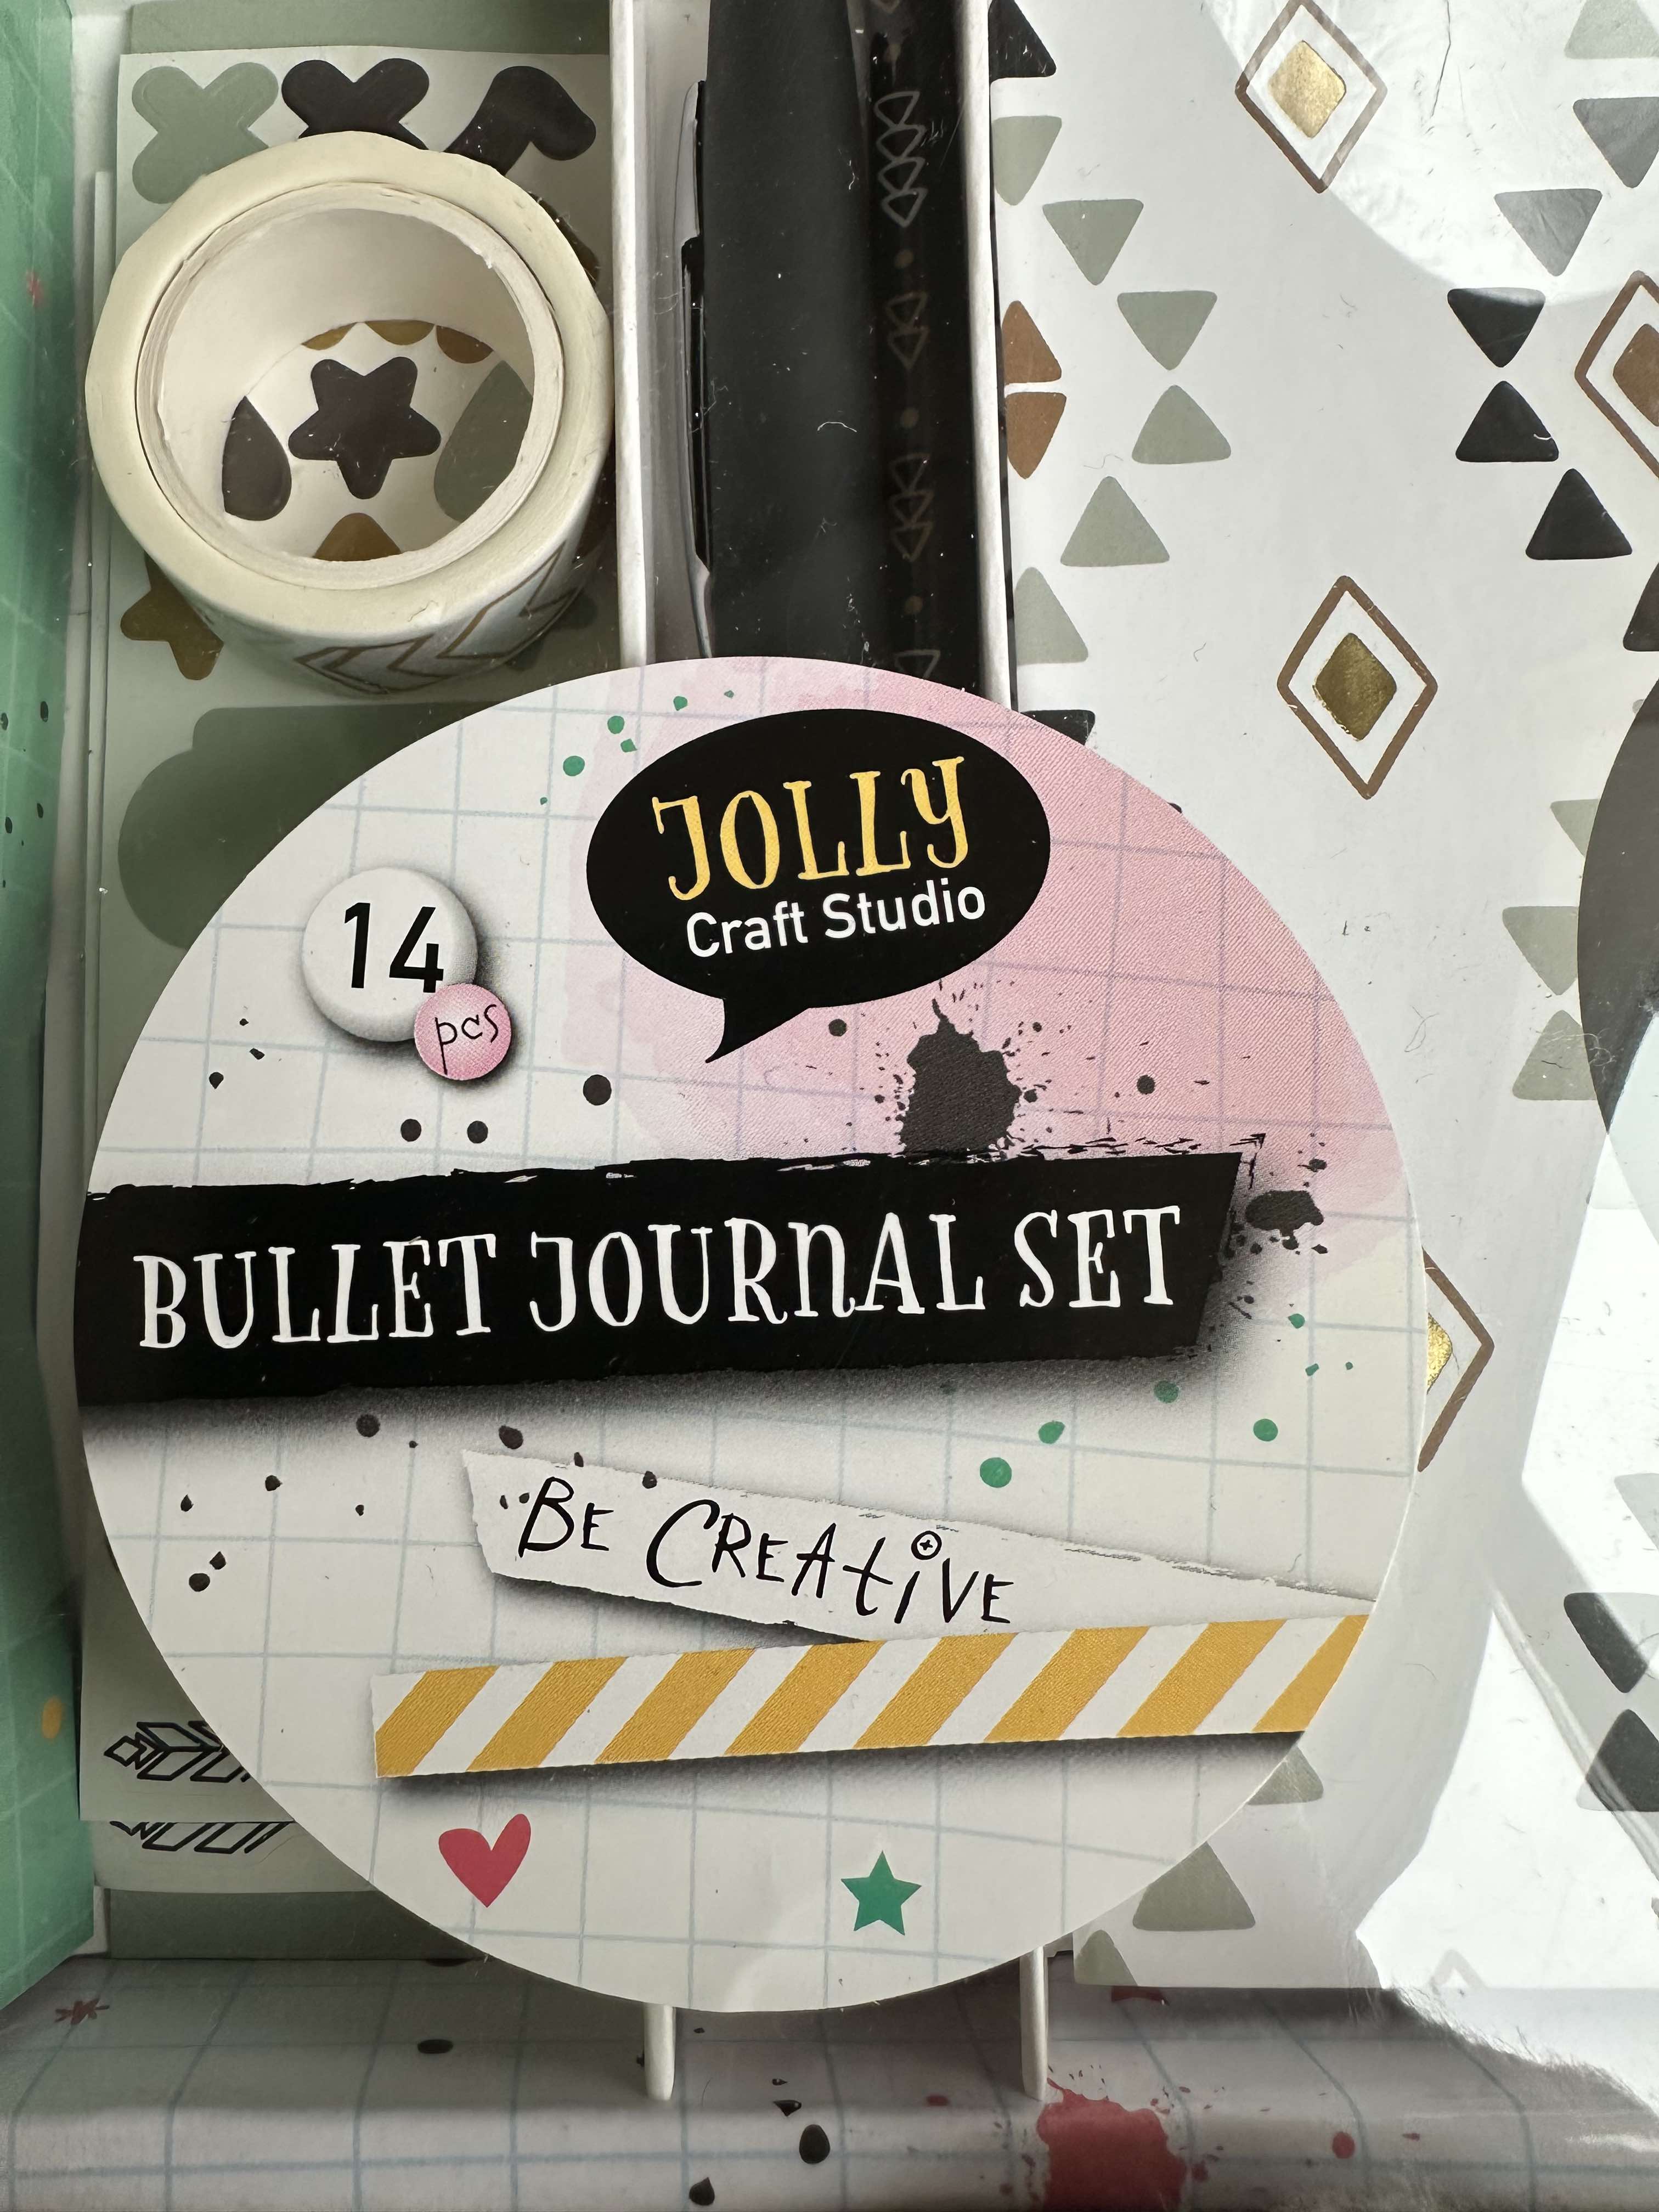 JOLLY
Craft Studio
14
pcs
BULLET JOURNAL SET
BE CREAtiVE